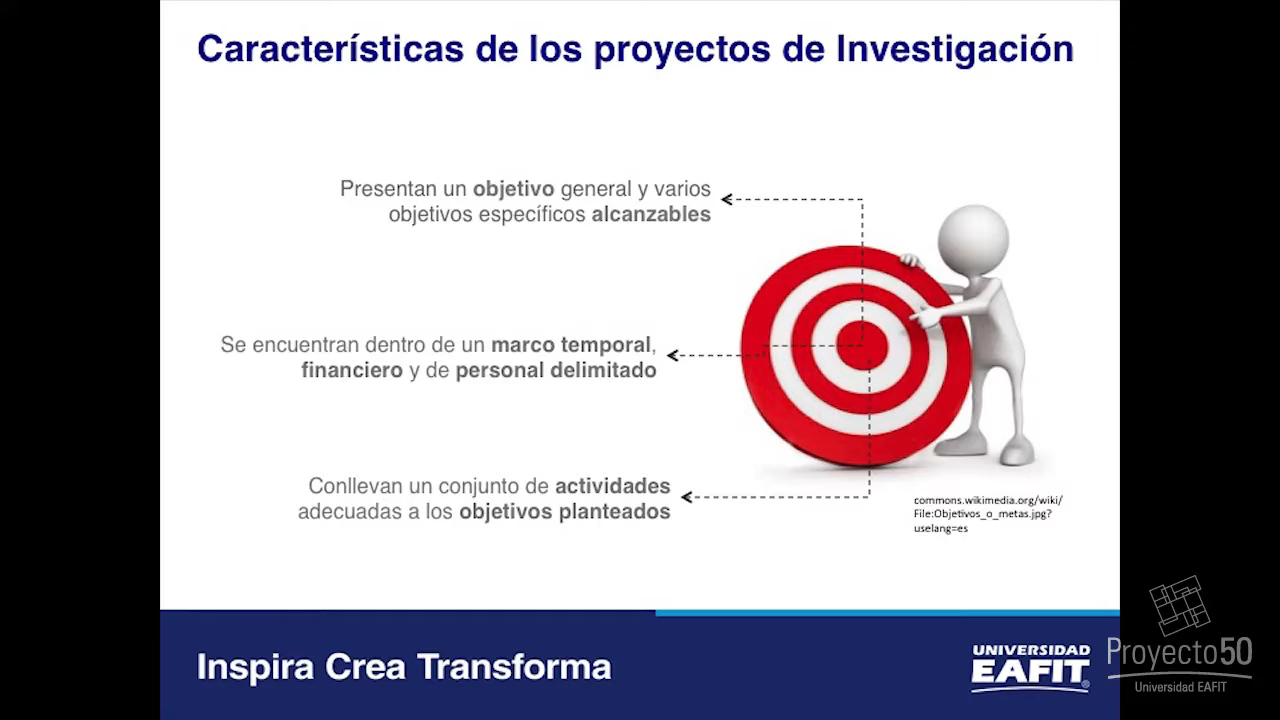 Características de los proyectos de Investigación
Presentan un objetivo general y varios
objetivos específicos alcanzables
Se encuentran dentro de un marco temporal,
financiero y de personal delimitado
Conllevan un conjunto de actividades
adecuadas a los objetivos planteados
commons.wikimedia.org/wiki/
File:Objetivos_o_metas.jpg?
uselang=es
Inspira Crea Transforma
UNIVERSIDAD
EAFIT®
Proyecto50
Universidad EAFIT